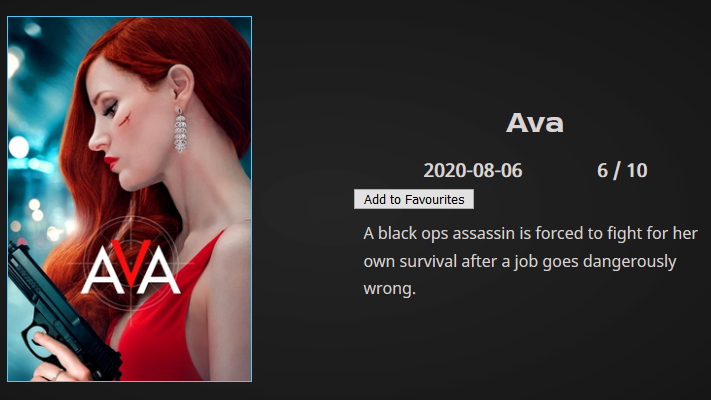 AVA
Ava
2020-08-06 6 / 10
Add to Favourites
A black ops assassin is forced to fight for her
own survival after a job goes dangerously
wrong.